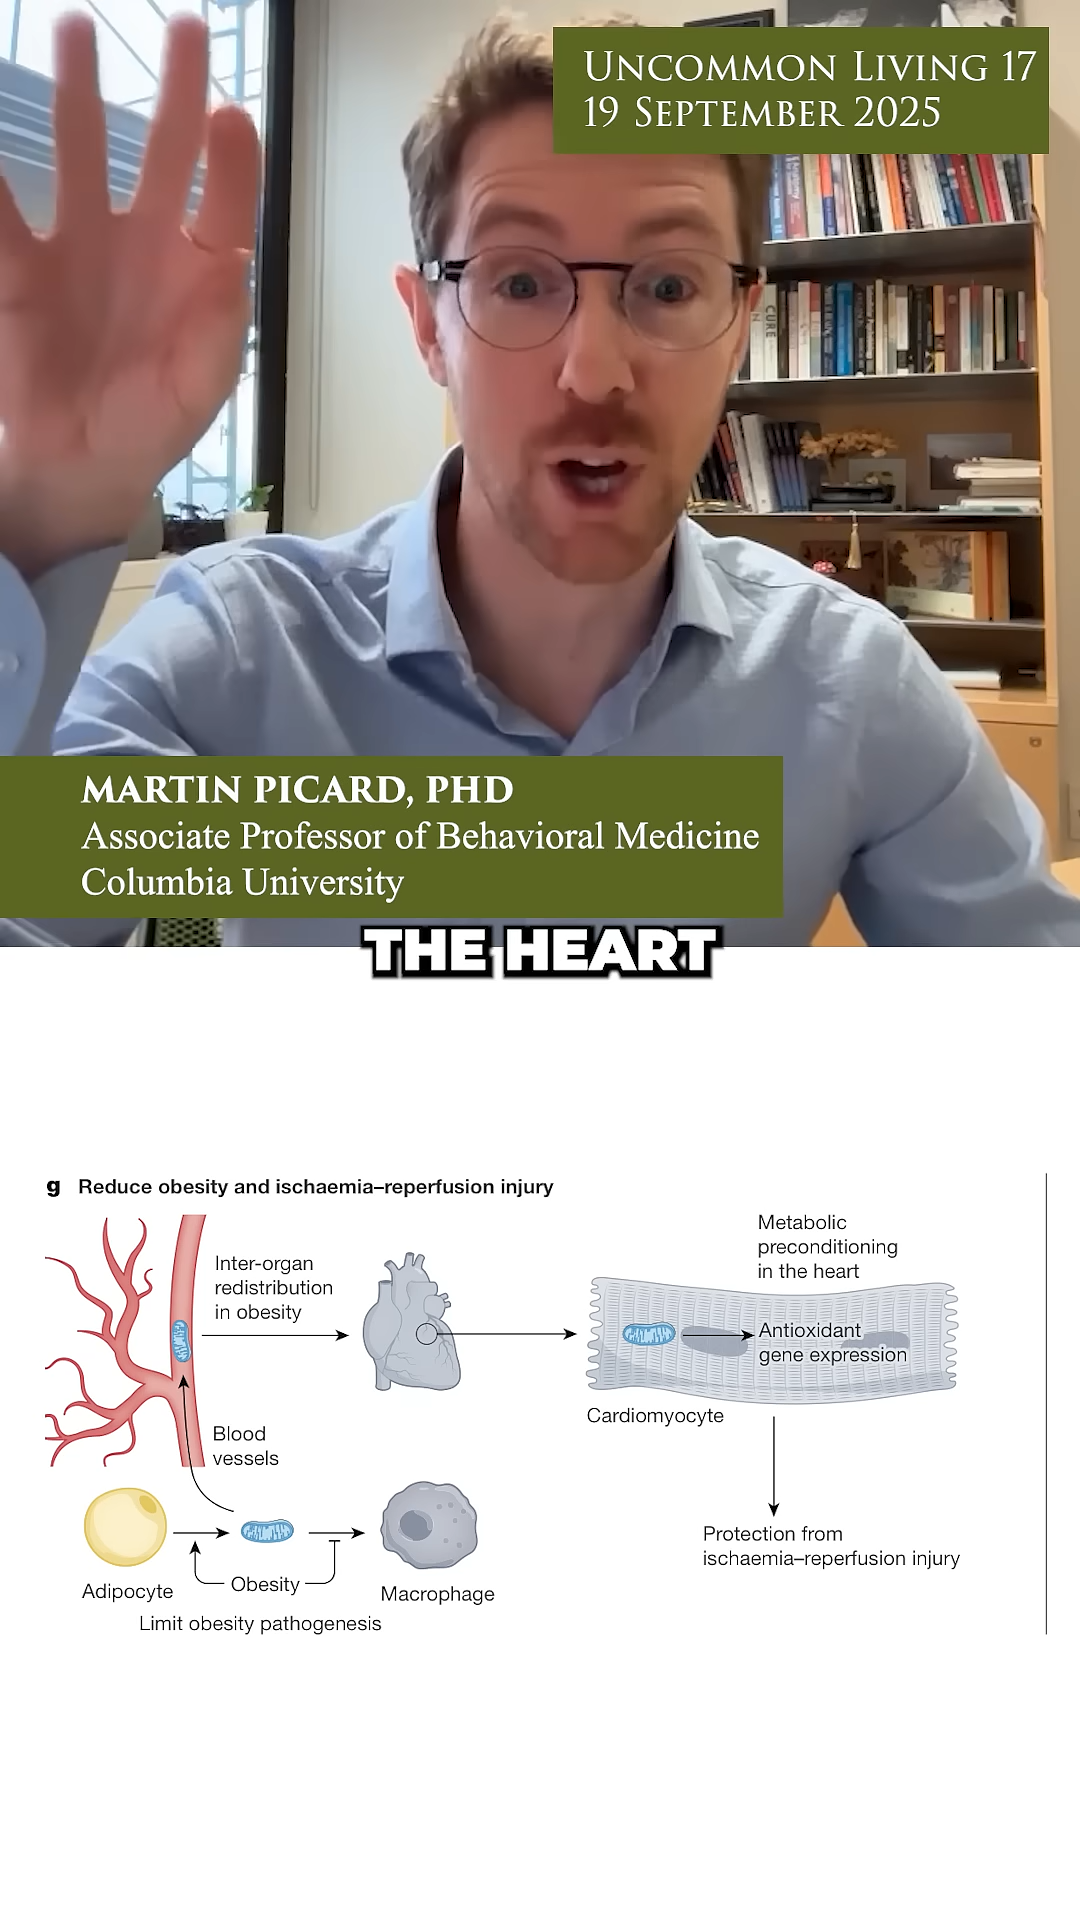 UNCOMMON LIVING 17
19 SEPTEMBER 2025
CURE
MARTIN PICARD, PHD
Associate Professor of Behavioral Medicine
Columbia University
THE HEART
g Reduce obesity and ischaemia–reperfusion injury
Inter-organ
redistribution
in obesity
Metabolic
preconditioning
in the heart
Antioxidant
gene expression
Cardiomyocyte
Blood
vessels
Protection from
ischaemia–reperfusion injury
Adipocyte
Obesity
Macrophage
Limit obesity pathogenesis